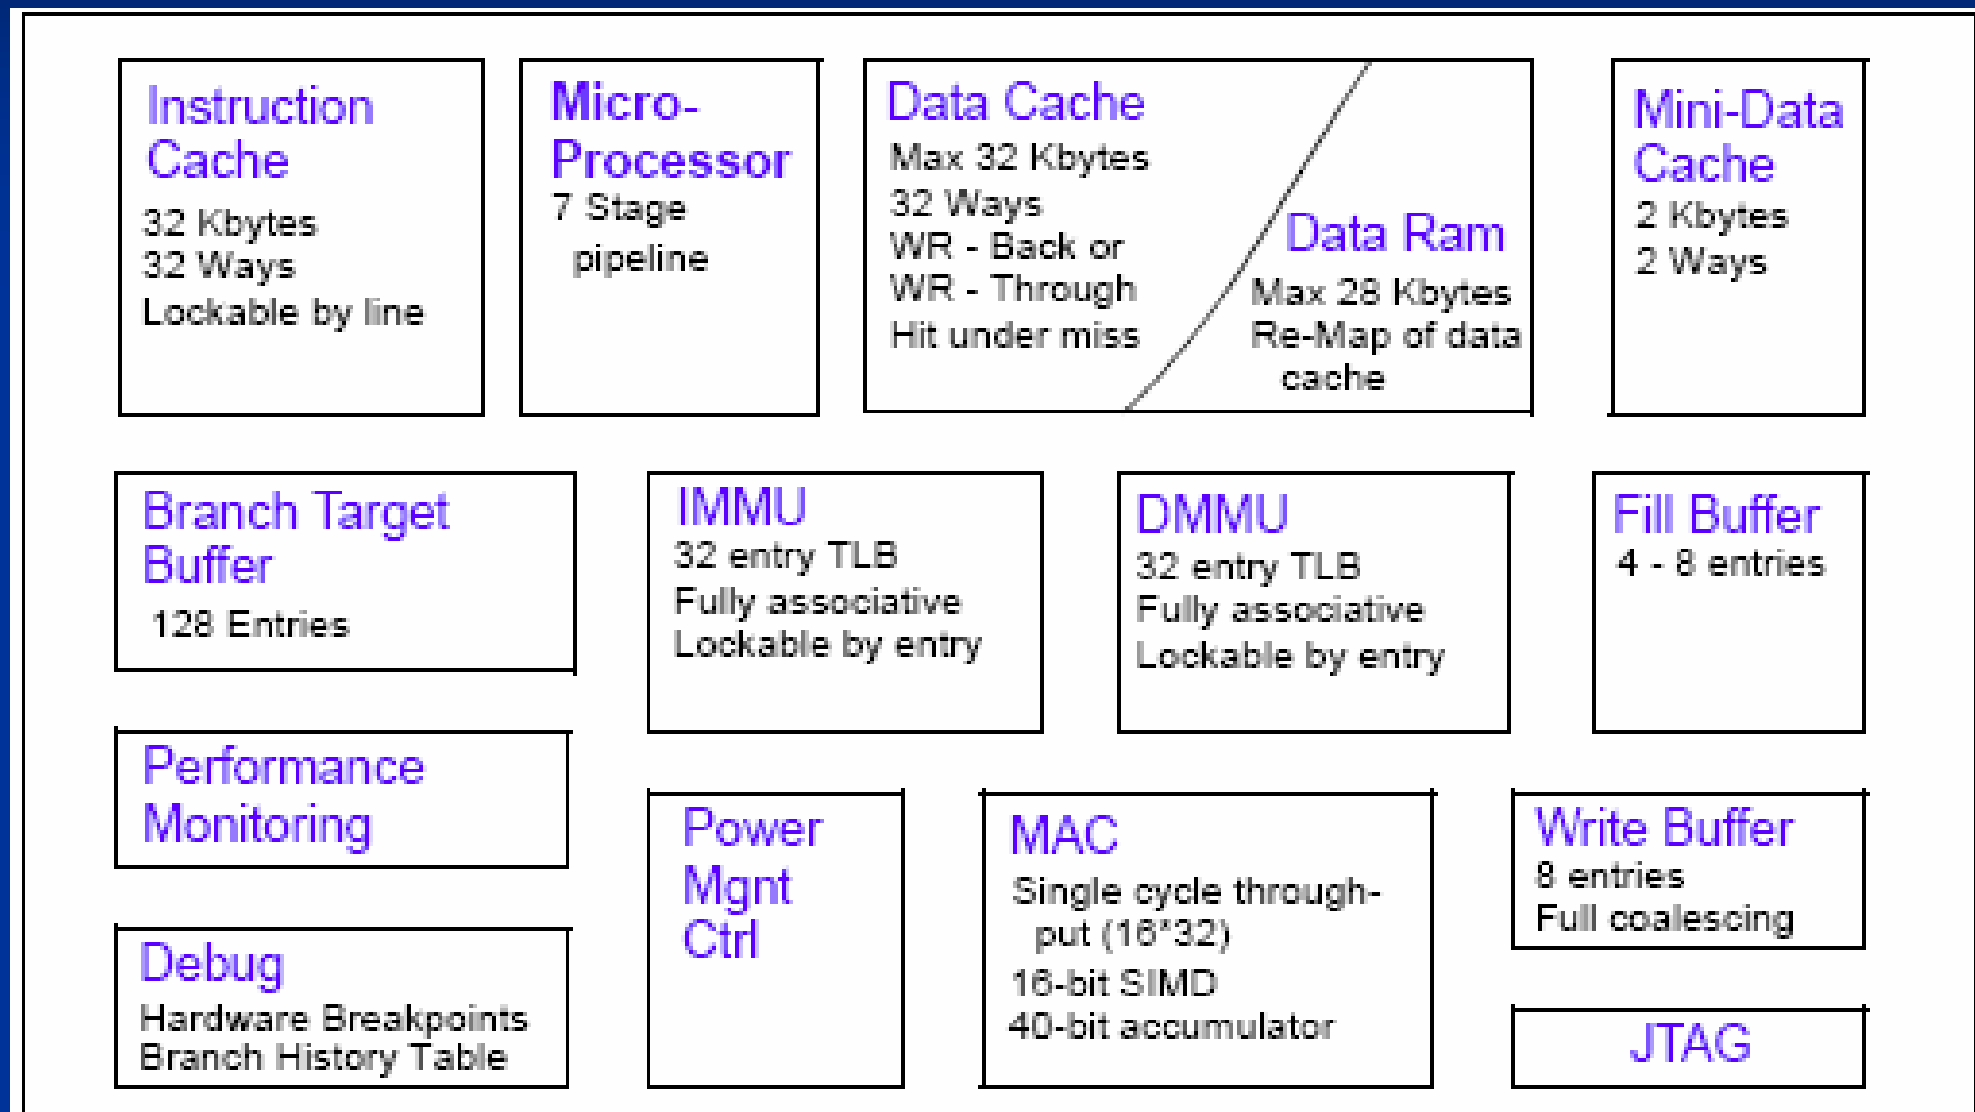 Instruction
Cache
32 Kbytes
32 Ways
Lockable by line
Micro-
Processor
7 Stage
pipeline
Data Cache
Max 32 Kbytes
32 Ways
WR - Back or
WR - Through
Hit under miss
Data Ram
Max 28 Kbytes
Re-Map of data
cache
Mini-Data
Cache
2 Kbytes
2 Ways
Branch Target
Buffer
128 Entries
IMMU
32 entry TLB
Fully associative
Lockable by entry
DMMU
32 entry TLB
Fully associative
Lockable by entry
Fill Buffer
4 - 8 entries
Performance
Monitoring
Power
Mgnt
Ctrl
MAC
Single cycle through-
put (16*32)
16-bit SIMD
40-bit accumulator
Write Buffer
8 entries
Full coalescing
Debug
Hardware Breakpoints
Branch History Table
JTAG